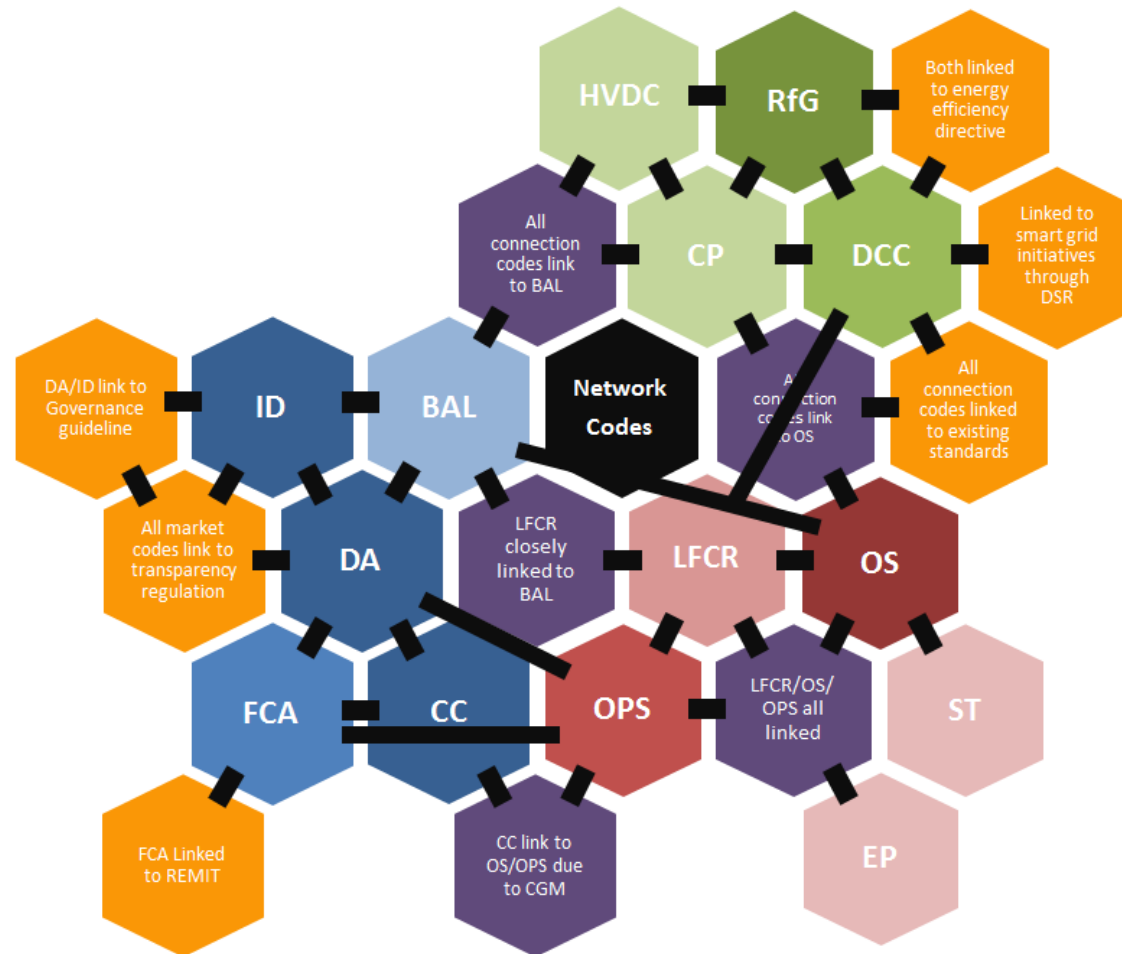 HVDC
RfG
Both linked
to energy
efficiency
directive
All
connection
codes link
to BAL
CP
DCC
Linked to
smart grid
initiatives
through
DSR
DA/ID link to
Governance
guideline
ID
BAL
Network
Codes
All
connection
codes link
to OS
All
connection
codes linked
to existing
standards
All market
codes link to
transparency
regulation
DA
LFCR
closely
linked to
BAL
LFCR
OS
FCA
CC
OPS
LFCR/OS/
OPS all
linked
ST
FCA Linked
to REMIT
CC link to
OS/OPS due
to CGM
EP